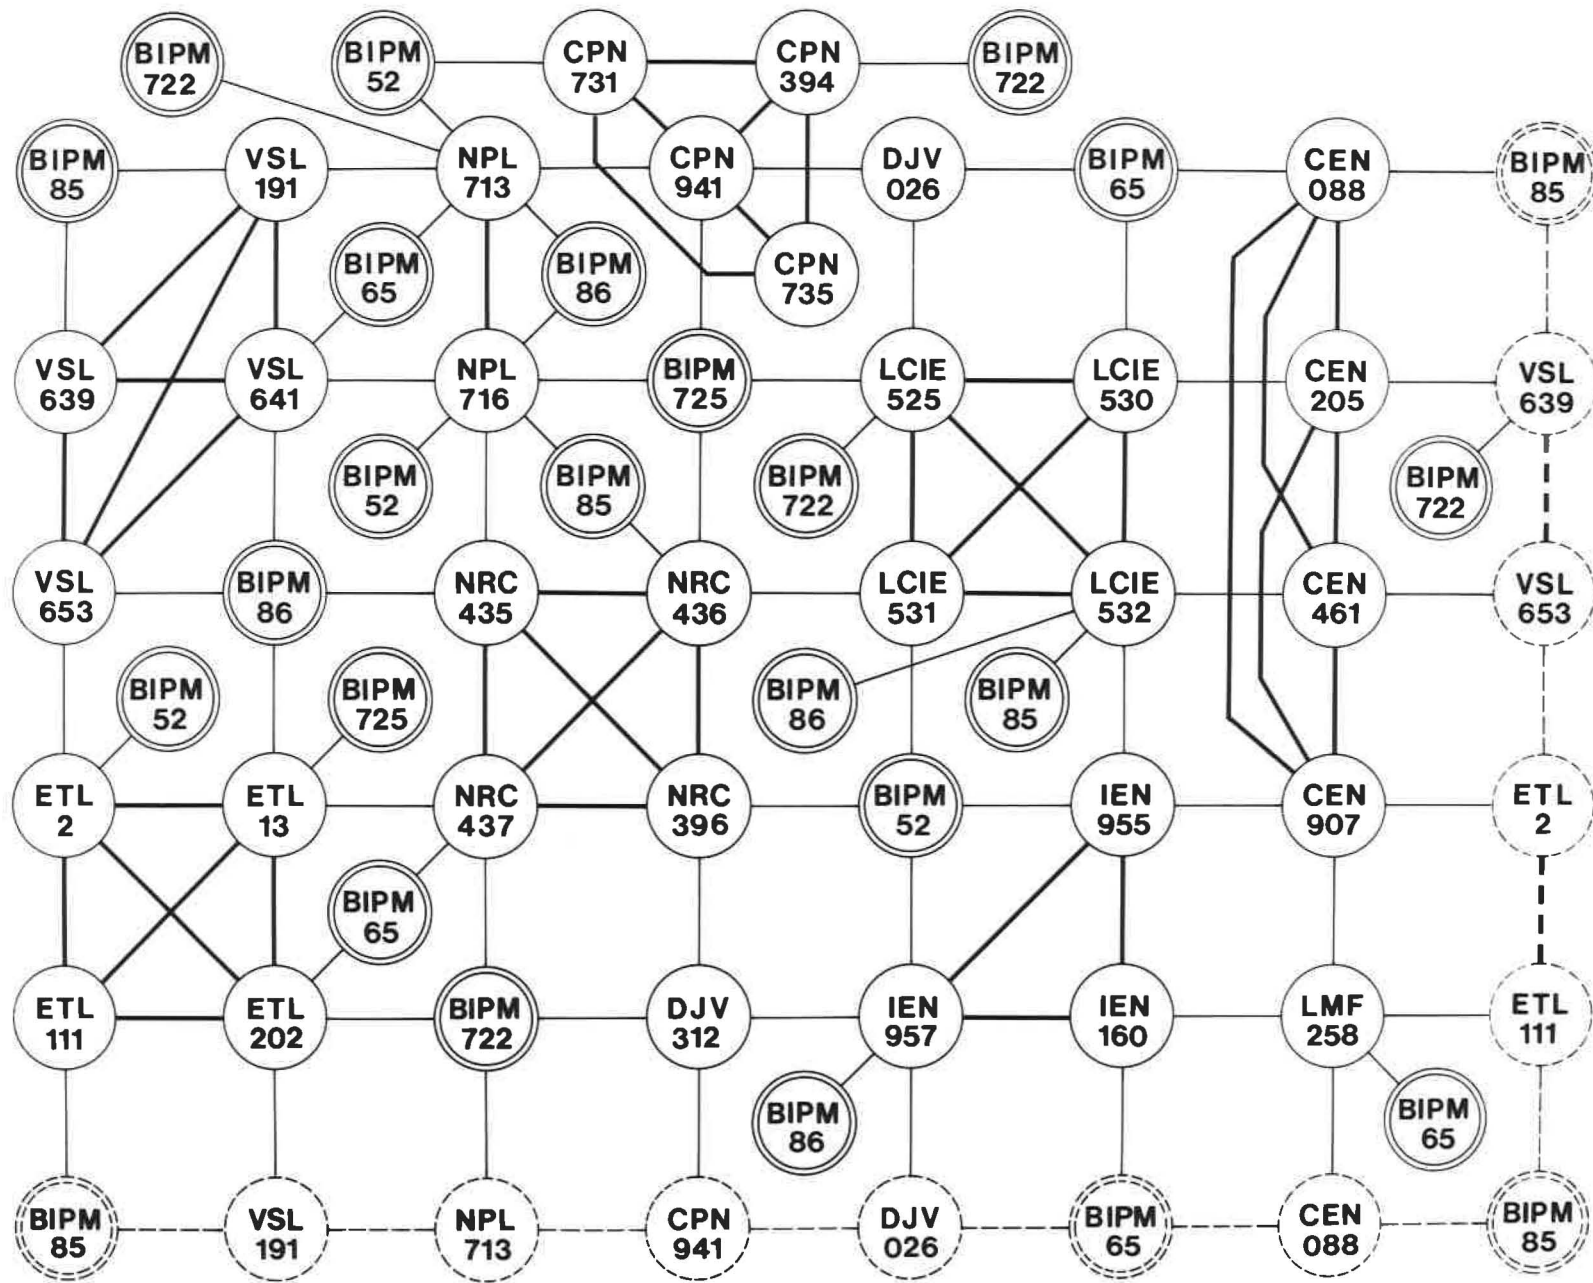 BIPM
722
BIPM
52
CPN
731
CPN
394
BIPM
722
BIPM
85
VSL
191
NPL
713
CPN
941
DJV
026
BIPM
65
CEN
088
BIPM
85
BIPM
65
BIPM
86
CPN
735
VSL
639
VSL
641
NPL
716
BIPM
725
LCIE
525
LCIE
530
CEN
205
VSL
639
BIPM
52
BIPM
85
BIPM
722
BIPM
722
VSL
653
BIPM
86
NRC
435
NRC
436
LCIE
531
LCIE
532
CEN
461
VSL
653
BIPM
52
BIPM
725
BIPM
86
BIPM
85
ETL
2
ETL
13
NRC
437
NRC
396
BIPM
52
IEN
955
CEN
907
ETL
2
BIPM
65
ETL
111
ETL
202
BIPM
722
DJV
312
IEN
957
IEN
160
LMF
258
ETL
111
BIPM
86
BIPM
65
BIPM
85
VSL
191
NPL
713
CPN
941
DJV
026
BIPM
65
CEN
088
BIPM
85